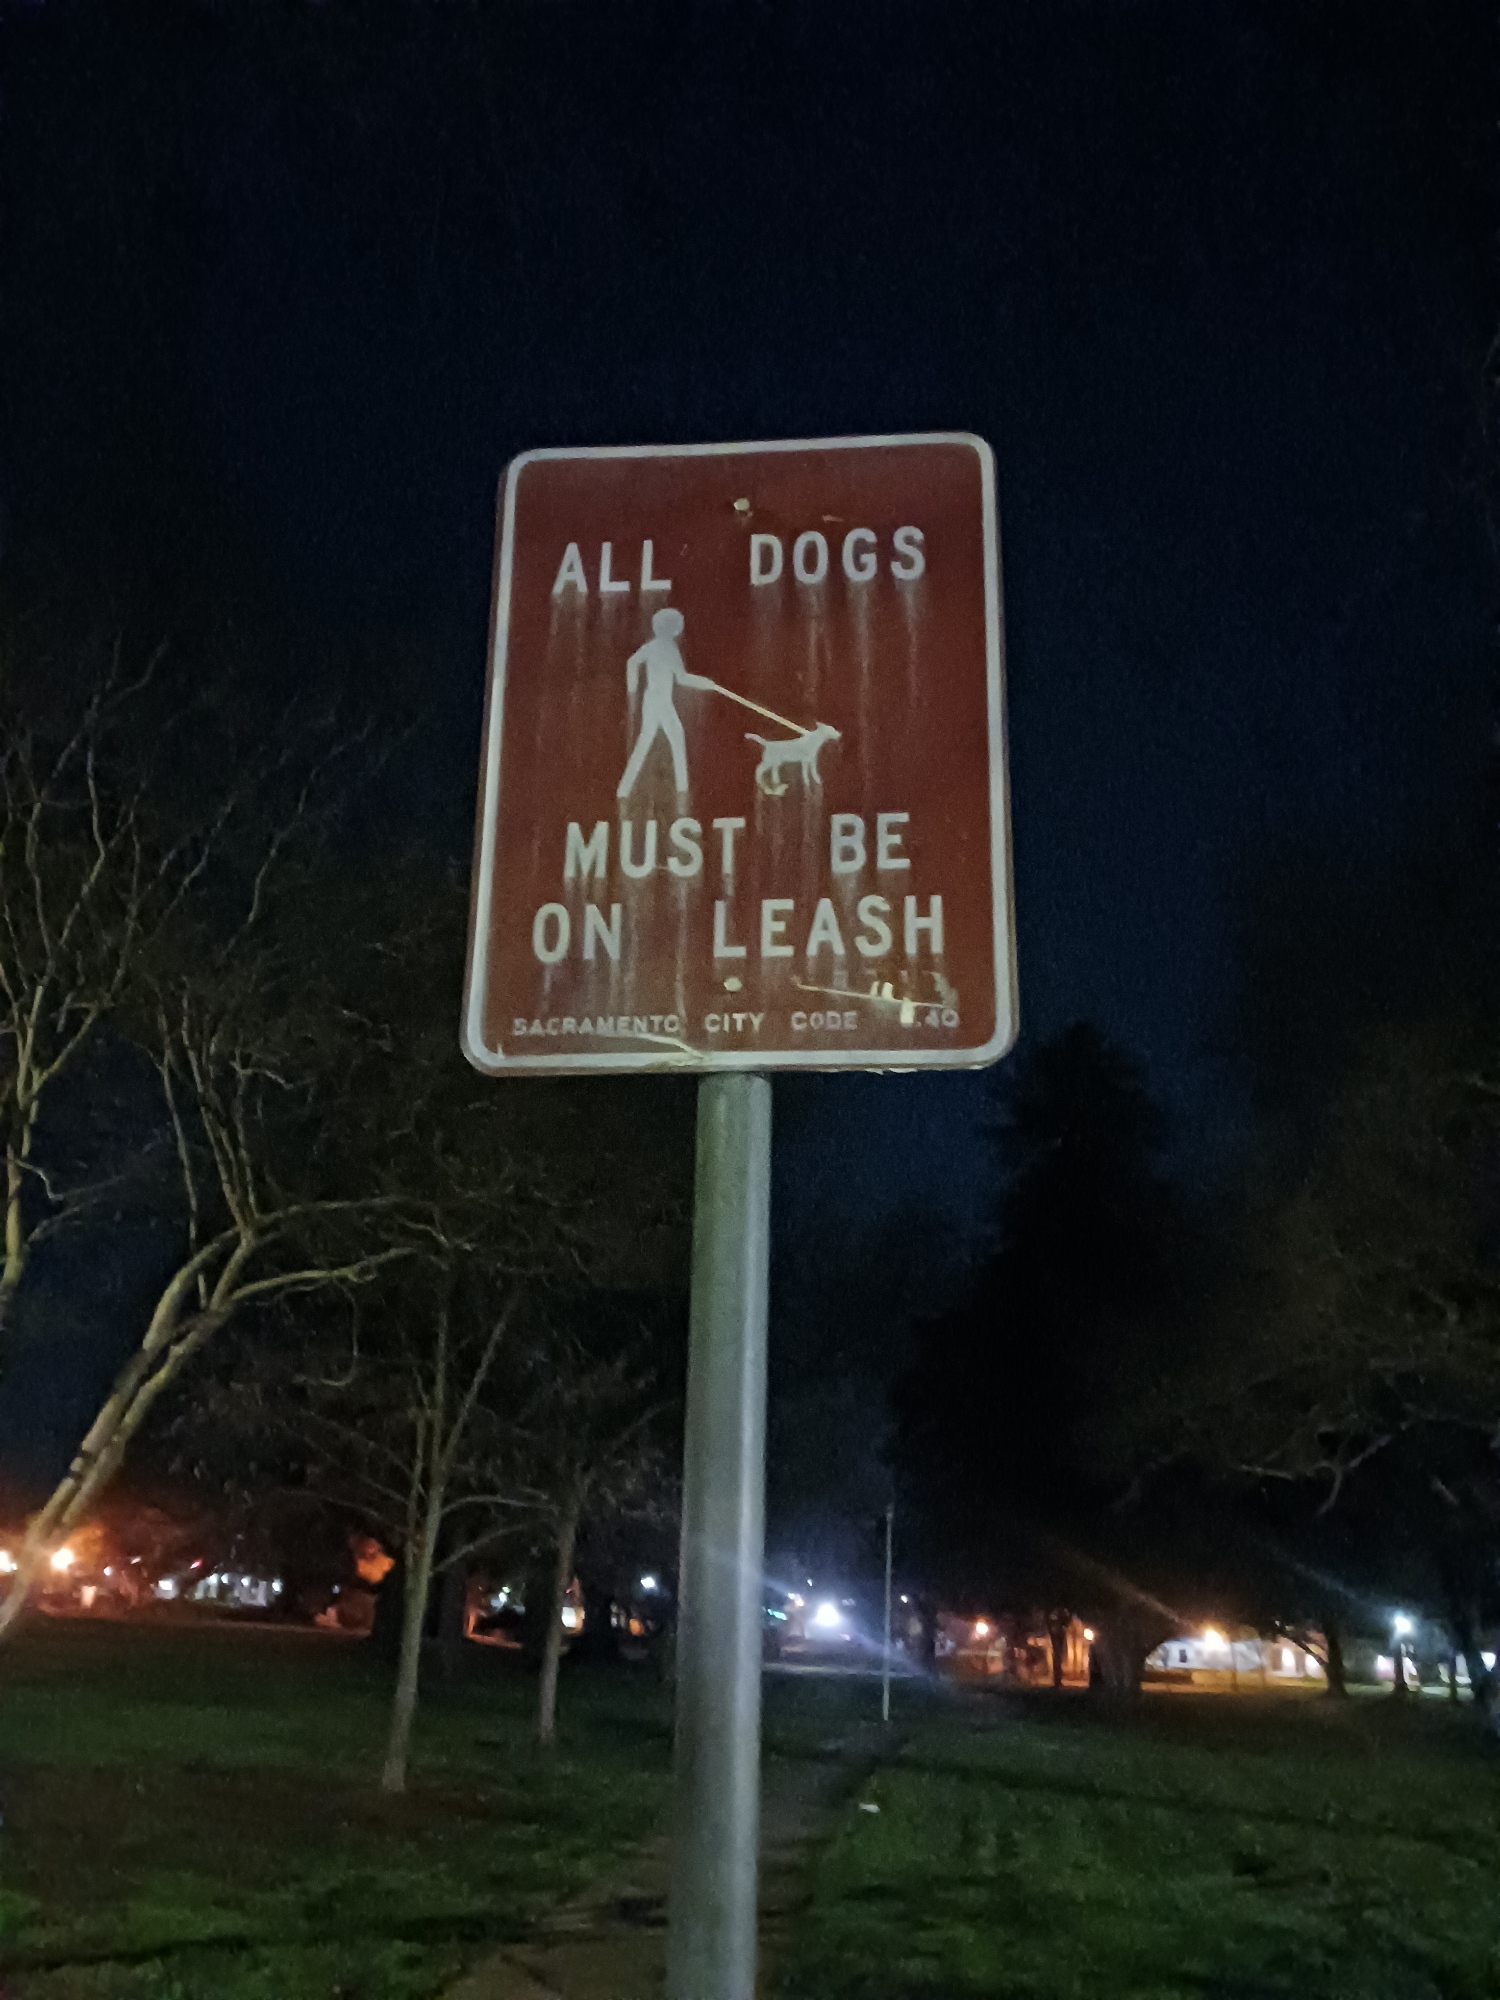 ALL DOGS
MUST BE
ON LEASH
SACRAMENTO CITY CODE